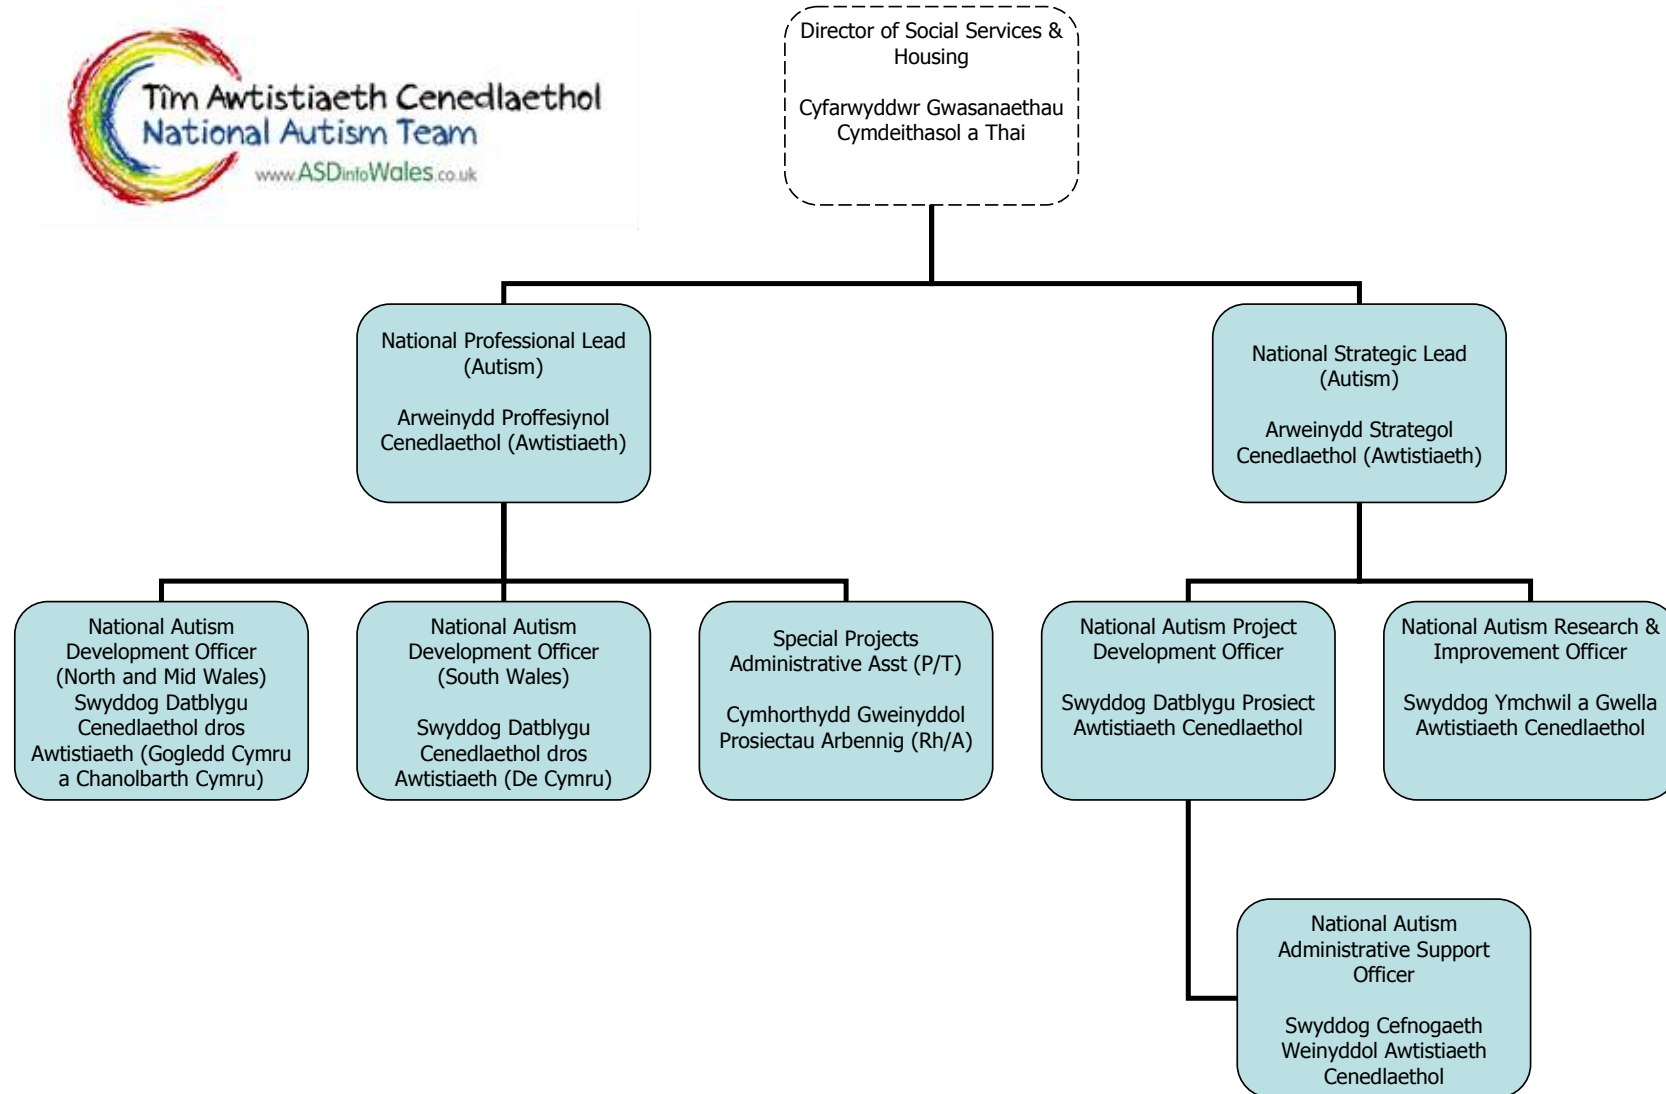 Tîm Awtistiaeth Cenedlaethol
National Autism Team
www.ASDinfoWales.co.uk
Director of Social Services &
Housing
Cyfarwyddwr Gwasanaethau
Cymdeithasol a Thai
National Professional Lead
(Autism)
Arweinydd Proffesiynol
Cenedlaethol (Awtistiaeth)
National Strategic Lead
(Autism)
Arweinydd Strategol
Cenedlaethol (Awtistiaeth)
National Autism
Development Officer
(North and Mid Wales)
Swyddog Datblygu
Cenedlaethol dros
Awtistiaeth (Gogledd Cymru
a Chanolbarth Cymru)
National Autism
Development Officer
(South Wales)
Swyddog Datblygu
Cenedlaethol dros
Awtistiaeth (De Cymru)
Special Projects
Administrative Asst (P/T)
Cymhorthydd Gweinyddol
Prosiectau Arbennig (Rh/A)
National Autism Project
Development Officer
Swyddog Datblygu Prosiect
Awtistiaeth Cenedlaethol
National Autism Research &
Improvement Officer
Swyddog Ymchwil a Gwella
Awtistiaeth Cenedlaethol
National Autism
Administrative Support
Officer
Swyddog Cefnogaeth
Weinyddol Awtistiaeth
Cenedlaethol